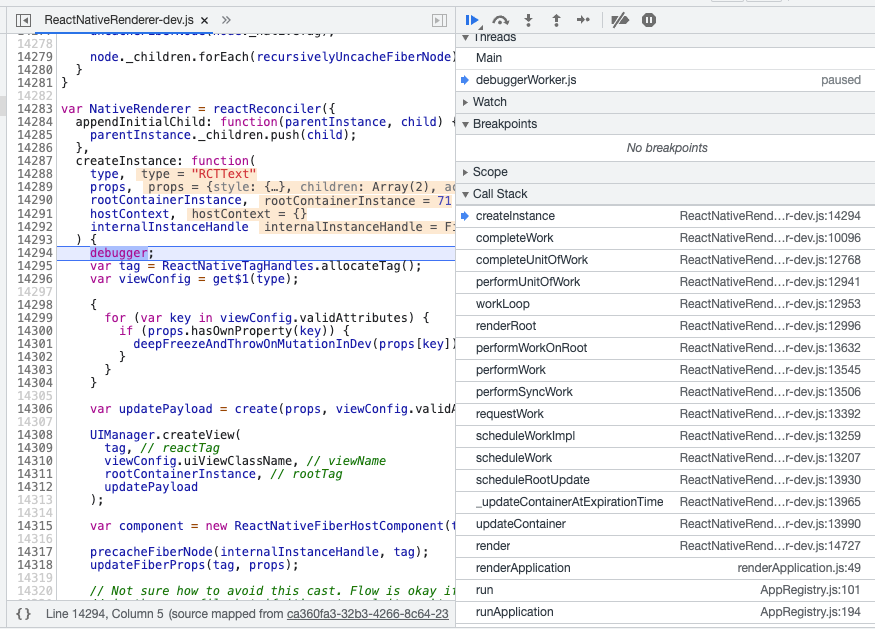 ReactNativeRenderer-dev.js × »
14278
14279 node._children.forEach(recursivelyUncacheFiberNode)
14280 }
14281 }
14282
14283 var NativeRenderer = reactReconciler({
14284 appendInitialChild: function(parentInstance, child) {
14285 parentInstance._children.push(child);
14286 },
14287 createInstance: function(
14288 type, type = "RCTText"
14289 props, props = {style: {…}, children: Array(2), ac
14290 rootContainerInstance, rootContainerInstance = 71
14291 hostContext, hostContext = {}
14292 internalInstanceHandle internalInstanceHandle = Fi
14293 ) {
14294 debugger;
14295 var tag = ReactNativeTagHandles.allocateTag();
14296 var viewConfig = get$1(type);
14297
14298 {
14299 for (var key in viewConfig.validAttributes) {
14300 if (props.hasOwnProperty(key)) {
14301 deepFreezeAndThrowOnMutationInDev(props[key])
14302 }
14303 }
14304 }
14305
14306 var updatePayload = create(props, viewConfig.validA
14307
14308 UIManager.createView(
14309 tag, // reactTag
14310 viewConfig.uiViewClassName, // viewName
14311 rootContainerInstance, // rootTag
14312 updatePayload
14313 );
14314
14315 var component = new ReactNativeFiberHostComponent(t
14316
14317 precacheFiberNode(internalInstanceHandle, tag);
14318 updateFiberProps(tag, props);
14319
14320 // Not sure how to avoid this cast. Flow is okay if
{} Line 14294, Column 5 (source mapped from ca360fa3-32b3-4266-8c64-23
Threads
Main
debuggerWorker.js paused
Watch
Breakpoints
No breakpoints
Scope
Call Stack
createInstance ReactNativeRend…r-dev.js:14294
completeWork ReactNativeRend…r-dev.js:10096
completeUnitOfWork ReactNativeRend…r-dev.js:12768
performUnitOfWork ReactNativeRend…r-dev.js:12941
workLoop ReactNativeRend…r-dev.js:12953
renderRoot ReactNativeRend…r-dev.js:12996
performWorkOnRoot ReactNativeRend…r-dev.js:13632
performWork ReactNativeRend…r-dev.js:13545
performSyncWork ReactNativeRend…r-dev.js:13506
requestWork ReactNativeRend…r-dev.js:13392
scheduleWorkImpl ReactNativeRend…r-dev.js:13259
scheduleWork ReactNativeRend…r-dev.js:13207
scheduleRootUpdate ReactNativeRend…r-dev.js:13930
_updateContainerAtExpirationTime ReactNativeRend…r-dev.js:13965
updateContainer ReactNativeRend…r-dev.js:13990
render ReactNativeRend…r-dev.js:14727
renderApplication renderApplication.js:49
run AppRegistry.js:101
runApplication AppRegistry.js:194